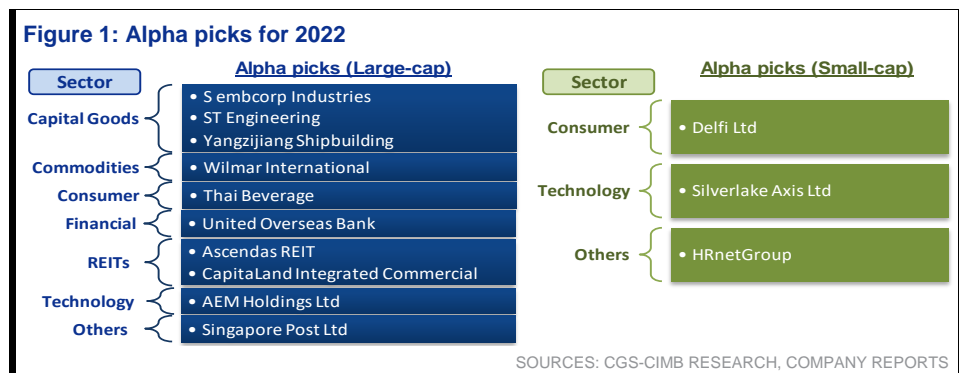 Figure 1: Alpha picks for 2022
Alpha picks (Large-cap)
Sector
Capital Goods
• S embcorp Industries
• ST Engineering
• Yangzijiang Shipbuilding
Commodities
• Wilmar International
Consumer
• Thai Beverage
Financial
• United Overseas Bank
REITs
• Ascendas REIT
• CapitaLand Integrated Commercial
Technology
• AEM Holdings Ltd
Others
• Singapore Post Ltd
Alpha picks (Small-cap)
Sector
Consumer
• Delfi Ltd
Technology
• Silverlake Axis Ltd
Others
• HRnetGroup
SOURCES: CGS-CIMB RESEARCH, COMPANY REPORTS